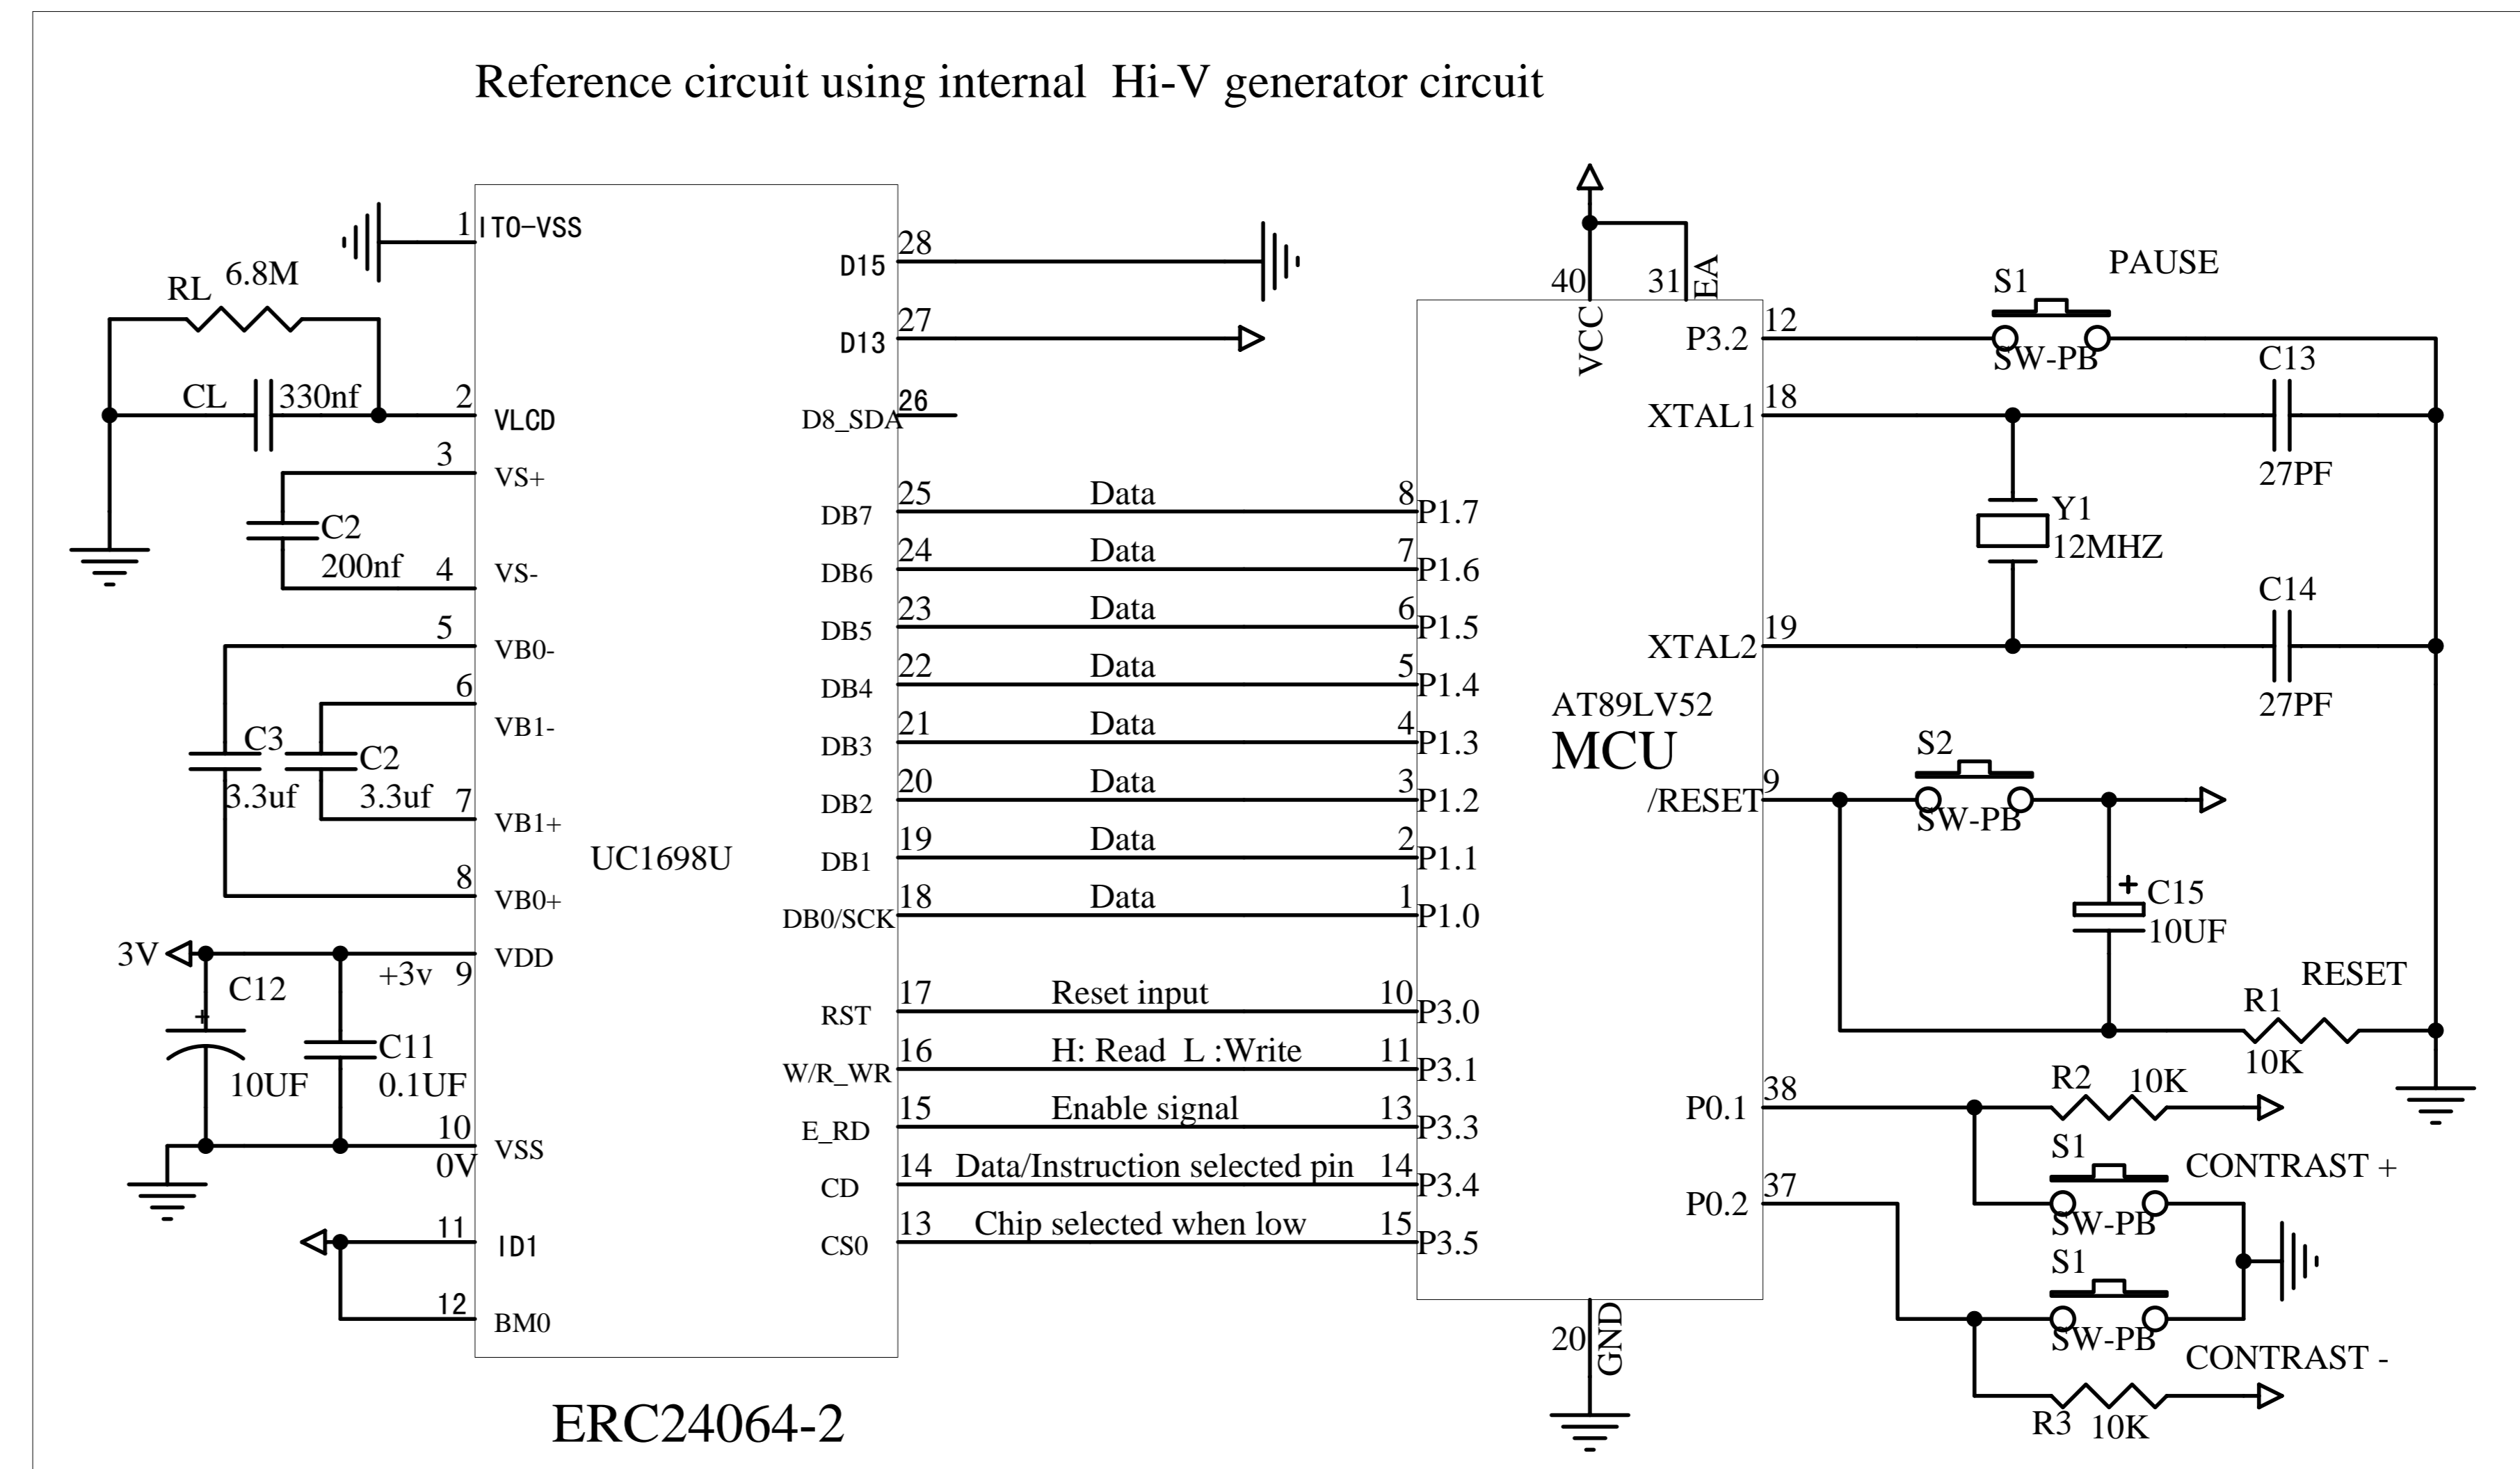 Reference circuit using internal Hi-V generator circuit
1
ITO-VSS
RL
6.8M
CL
330nf
2
VLCD
3
VS+
C2
200nf
4
VS-
5
VB0-
6
VB1-
C3
3.3uf
C2
3.3uf
7
VB1+
8
VB0+
UC1698U
3V
+3v
9
VDD
C12
+
10UF
C11
0.1UF
10
0V
VSS
11
ID1
12
BM0
ERC24064-2
D15
28
D13
27
D8_SDA
26
DB7
25
Data
8
P1.7
DB6
24
Data
7
P1.6
DB5
23
Data
6
P1.5
DB4
22
Data
5
P1.4
DB3
21
Data
4
P1.3
DB2
20
Data
3
P1.2
DB1
19
Data
2
P1.1
DB0/SCK
18
Data
1
P1.0
RST
17
Reset input
10
P3.0
W/R_WR
16
H: Read L :Write
11
P3.1
E_RD
15
Enable signal
13
P3.3
CD
14
Data/Instruction selected pin
14
P3.4
CS0
13
Chip selected when low
15
P3.5
40
VCC
31
EA
AT89LV52
MCU
20
GND
P3.2
12
S1
PAUSE
SW-PB
XTAL1
18
C13
27PF
Y1
12MHZ
XTAL2
19
C14
27PF
/RESET
9
S2
SW-PB
+
C15
10UF
RESET
R1
10K
P0.1
38
R2
10K
S1
CONTRAST +
SW-PB
P0.2
37
S1
SW-PB
CONTRAST -
R3
10K